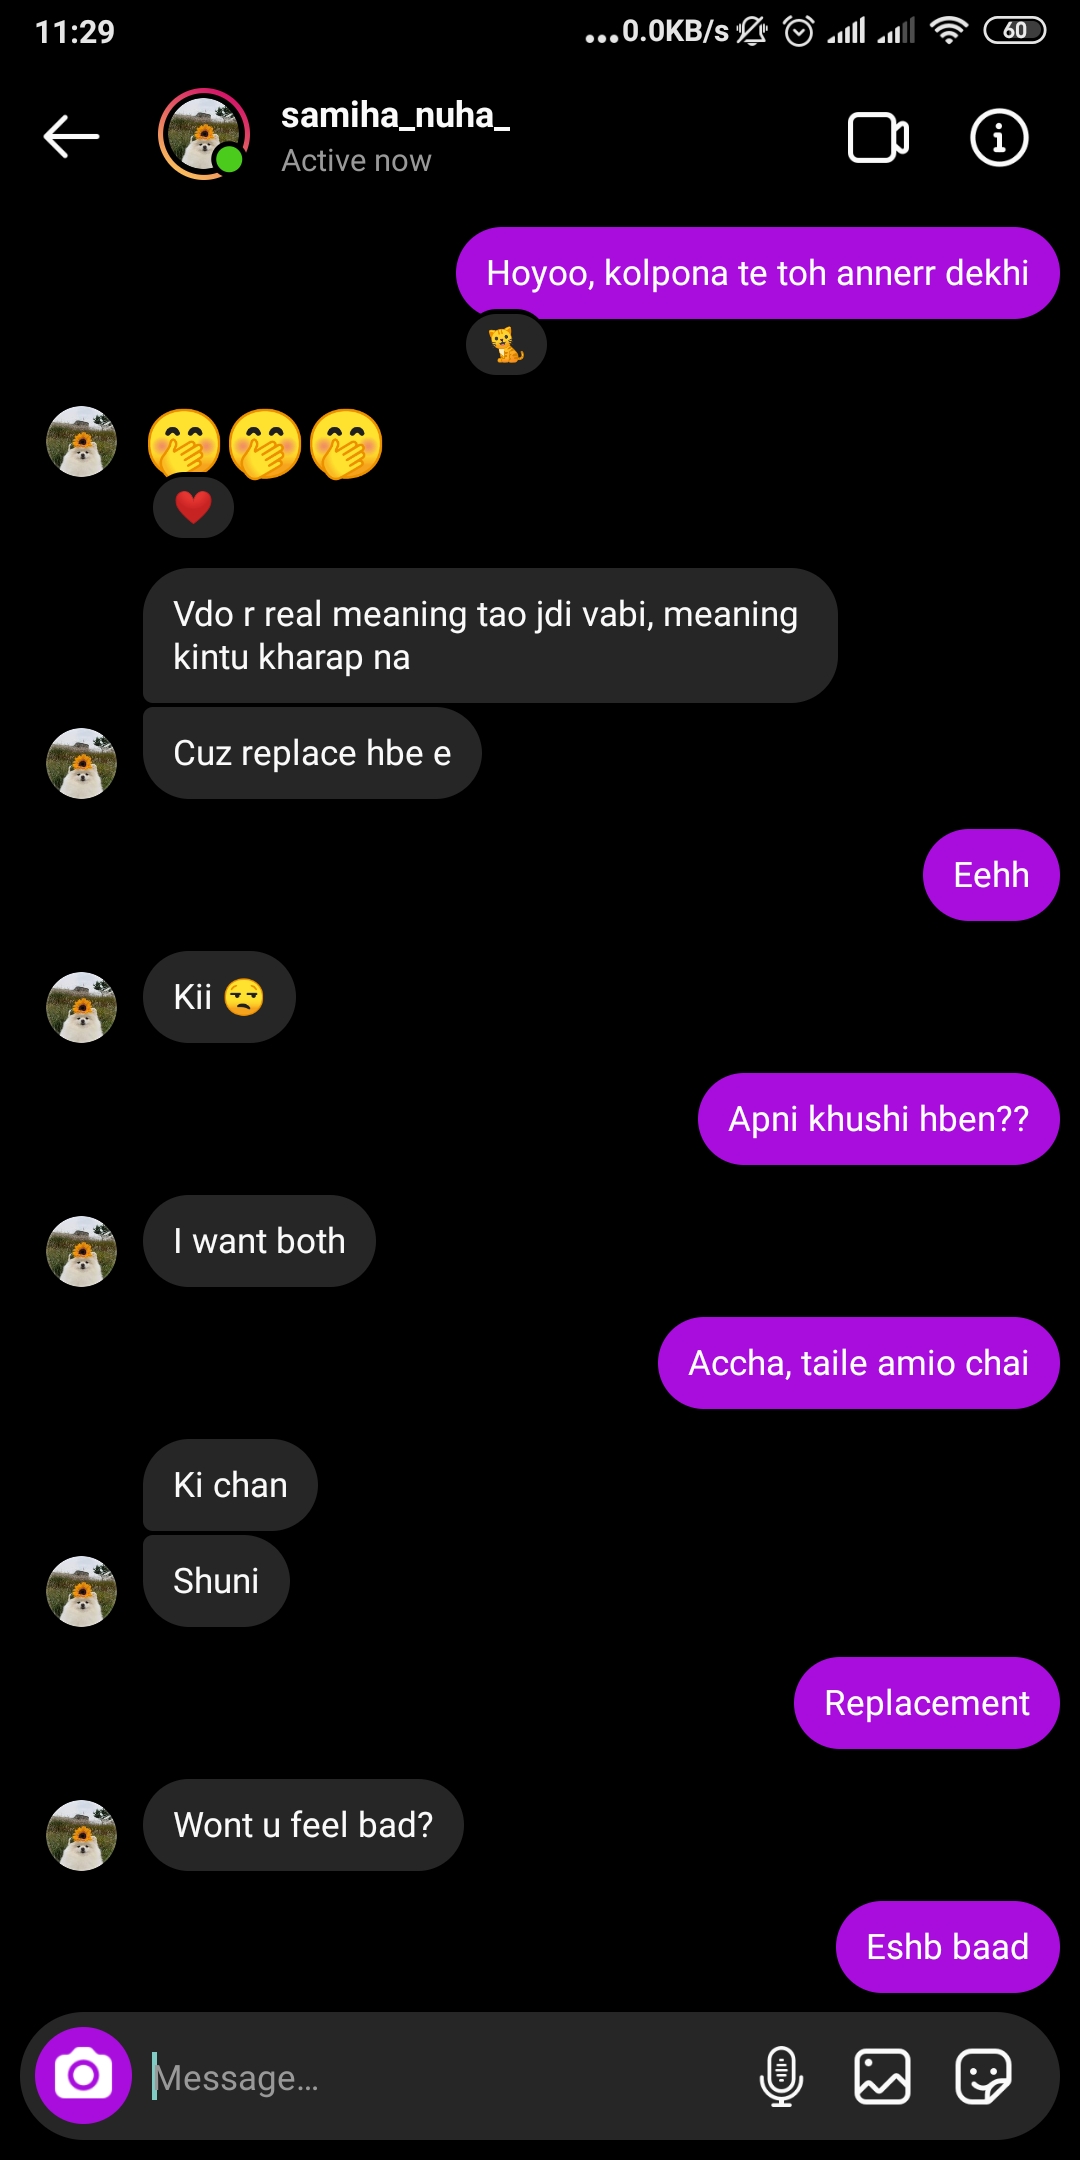 11:29
...0.0KB/s
60
samiha_nuha_
Active now
Hoyoo, kolpona te toh annerr dekhi
🐈
🤭🤭🤭
❤️
Vdo r real meaning tao jdi vabi, meaning
kintu kharap na
Cuz replace hbe e
Eehh
Kii 😒
Apni khushi hben??
I want both
Accha, taile amio chai
Ki chan
Shuni
Replacement
Wont u feel bad?
Eshb baad
Message...